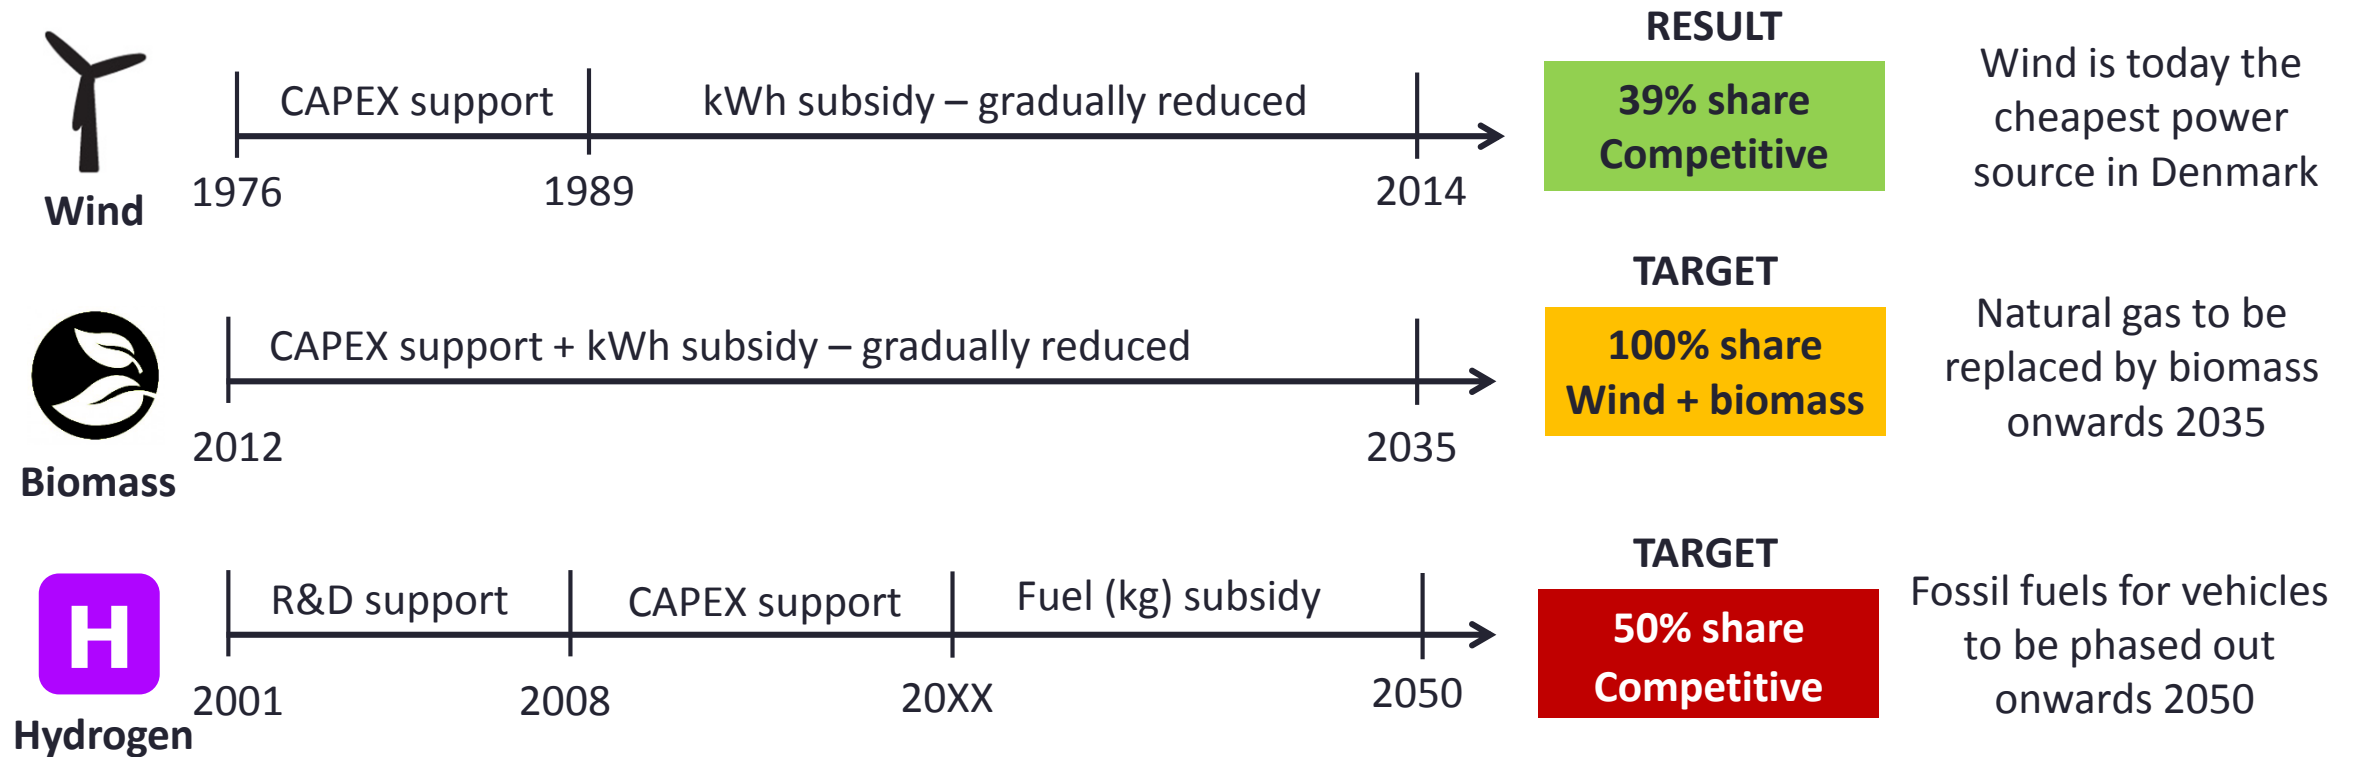 RESULT
CAPEX support
kWh subsidy – gradually reduced
39% share
Competitive
Wind is today the
cheapest power
source in Denmark
Wind
1976
1989
2014
TARGET
CAPEX support + kWh subsidy – gradually reduced
100% share
Wind + biomass
Natural gas to be
replaced by biomass
onwards 2035
Biomass
2012
2035
TARGET
H
R&D support
CAPEX support
Fuel (kg) subsidy
50% share
Competitive
Fossil fuels for vehicles
to be phased out
onwards 2050
Hydrogen
2001
2008
20XX
2050